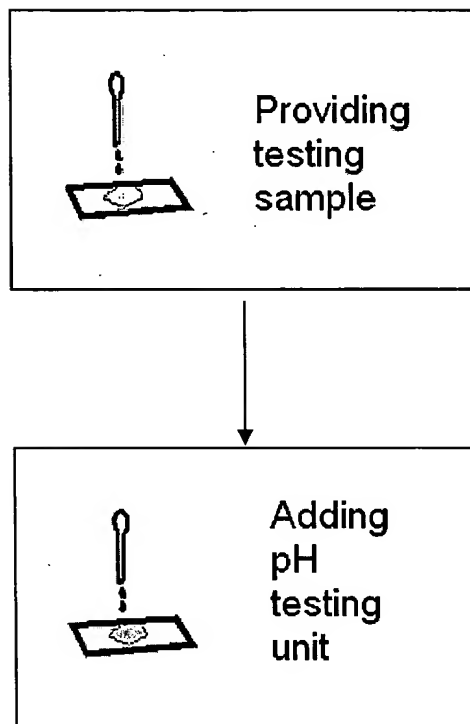 Providing
testing
sample
Adding
pH
testing
unit